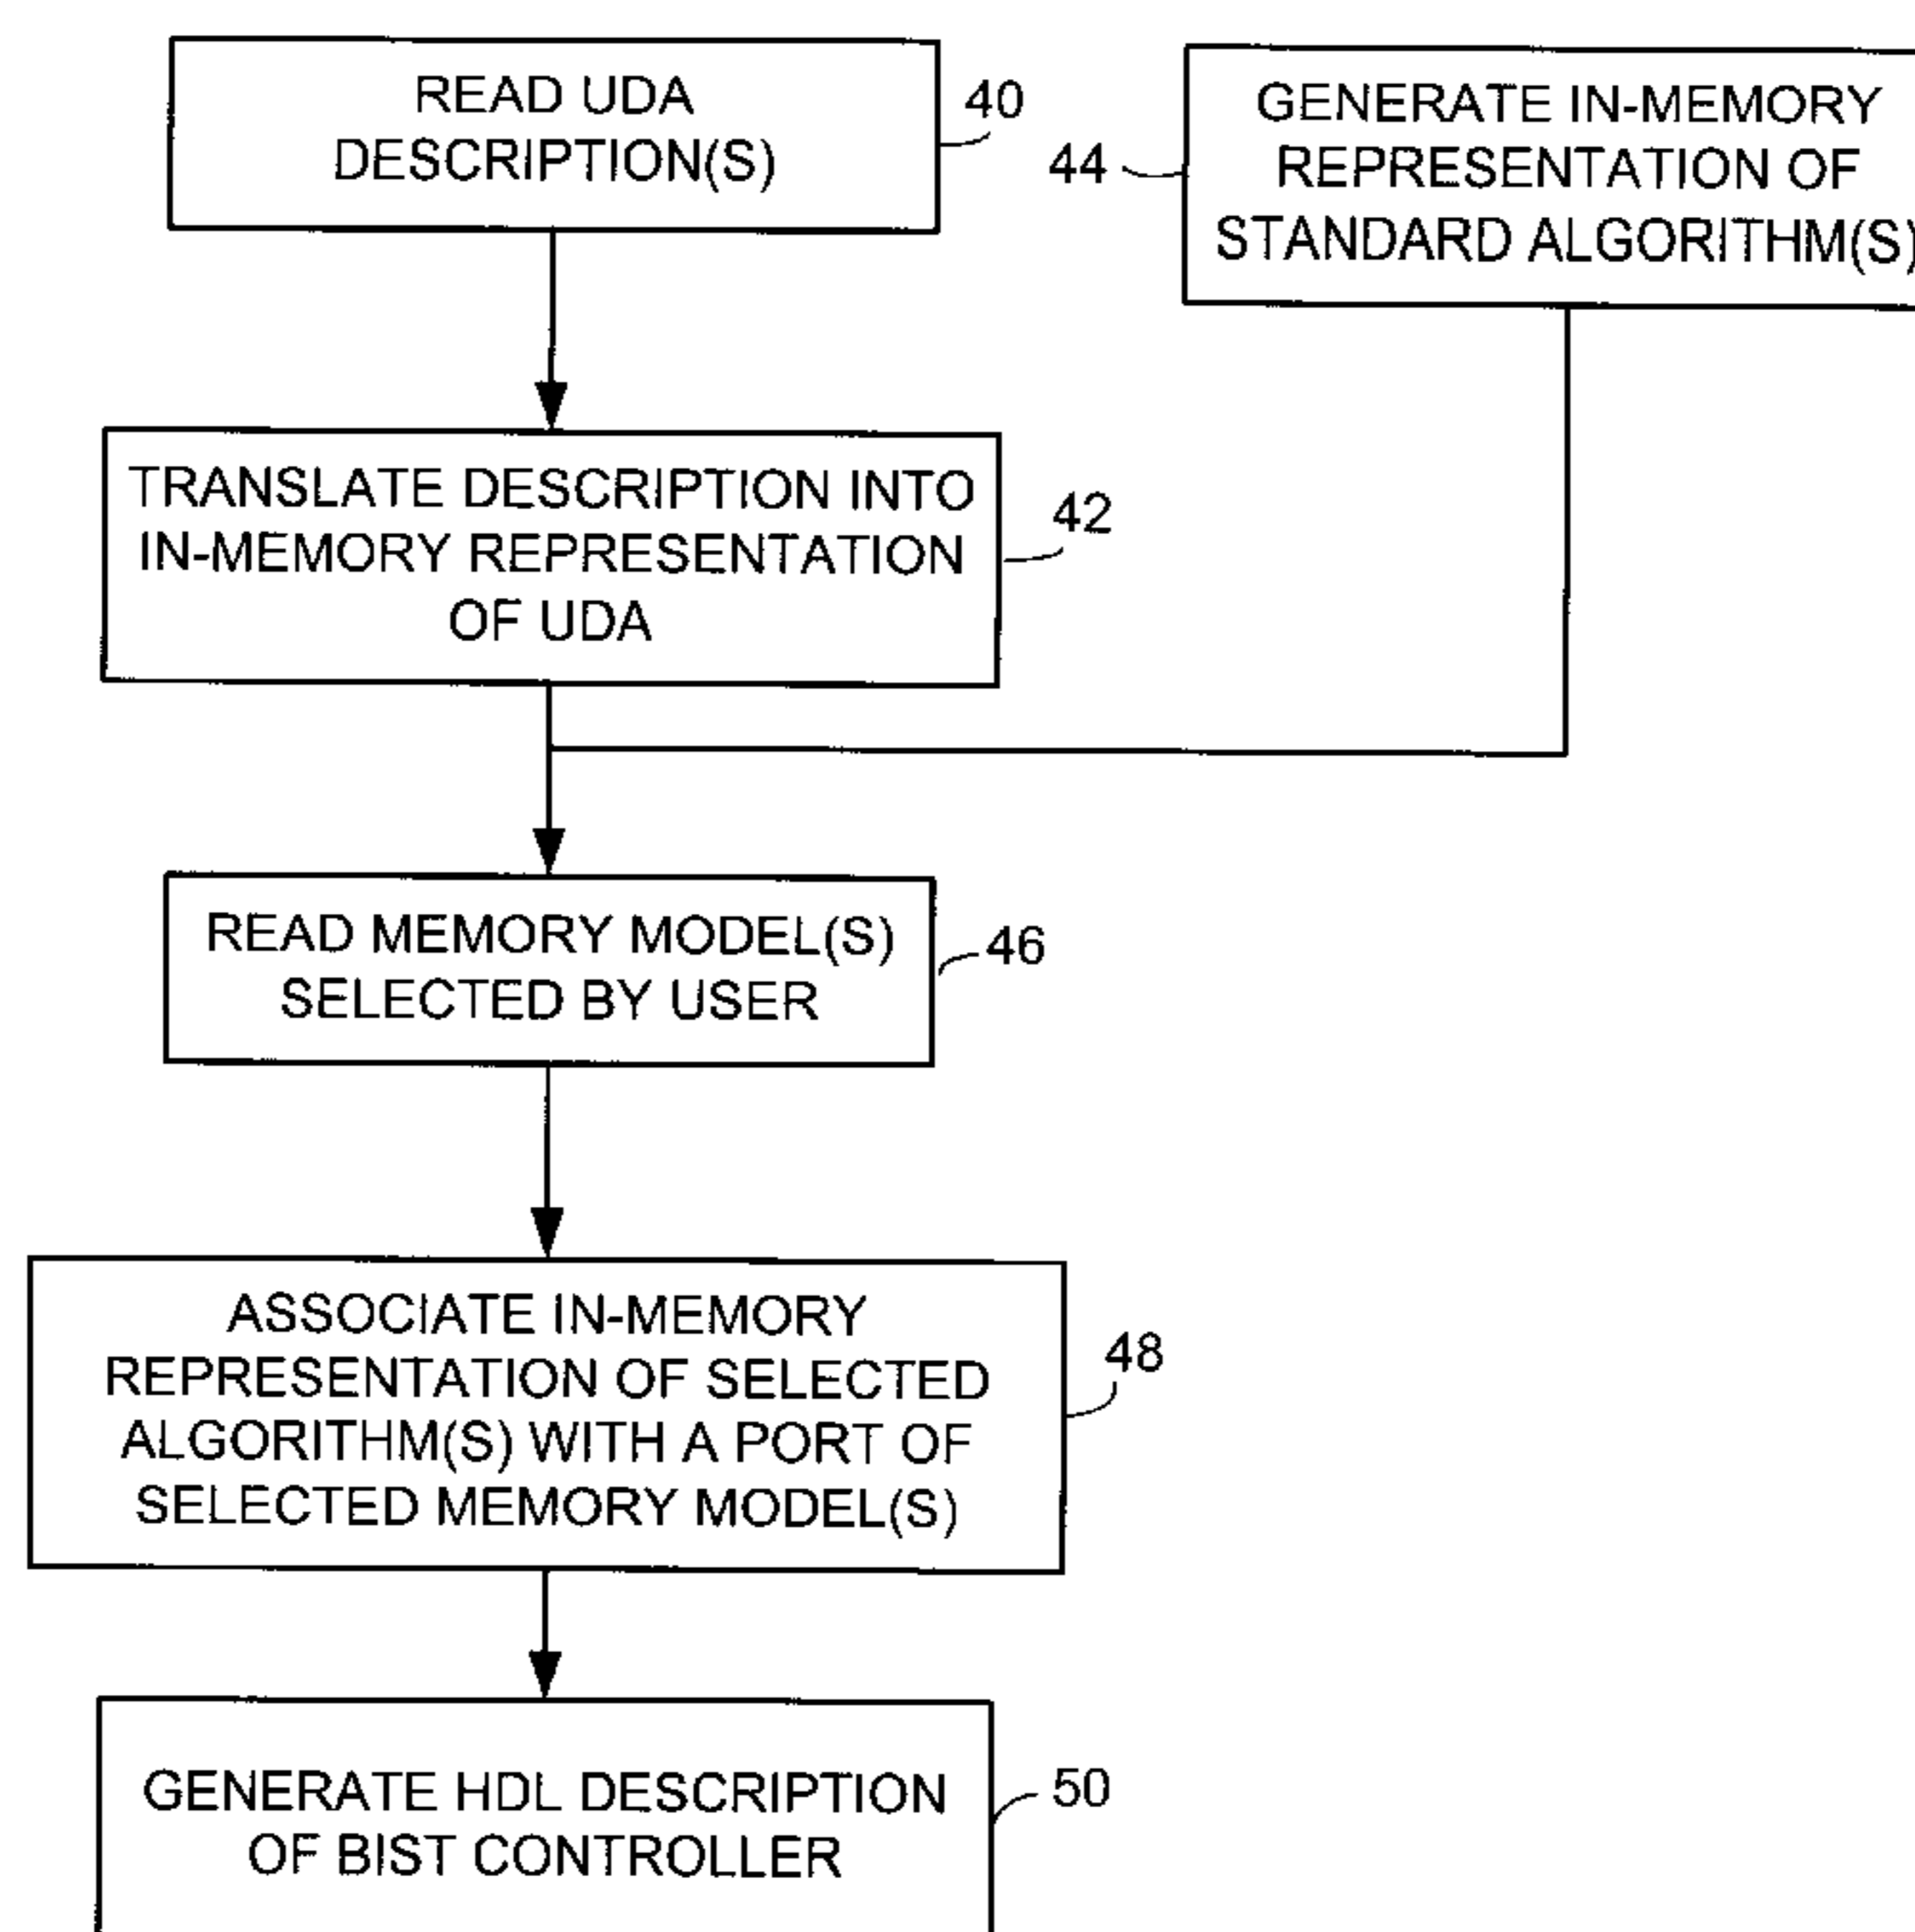 READ UDA
DESCRIPTION(S)
40
GENERATE IN-MEMORY
REPRESENTATION OF
STANDARD ALGORITHM(S)
44
TRANSLATE DESCRIPTION INTO
IN-MEMORY REPRESENTATION
OF UDA
42
READ MEMORY MODEL(S)
SELECTED BY USER
46
ASSOCIATE IN-MEMORY
REPRESENTATION OF SELECTED
ALGORITHM(S) WITH A PORT OF
SELECTED MEMORY MODEL(S)
48
GENERATE HDL DESCRIPTION
OF BIST CONTROLLER
50